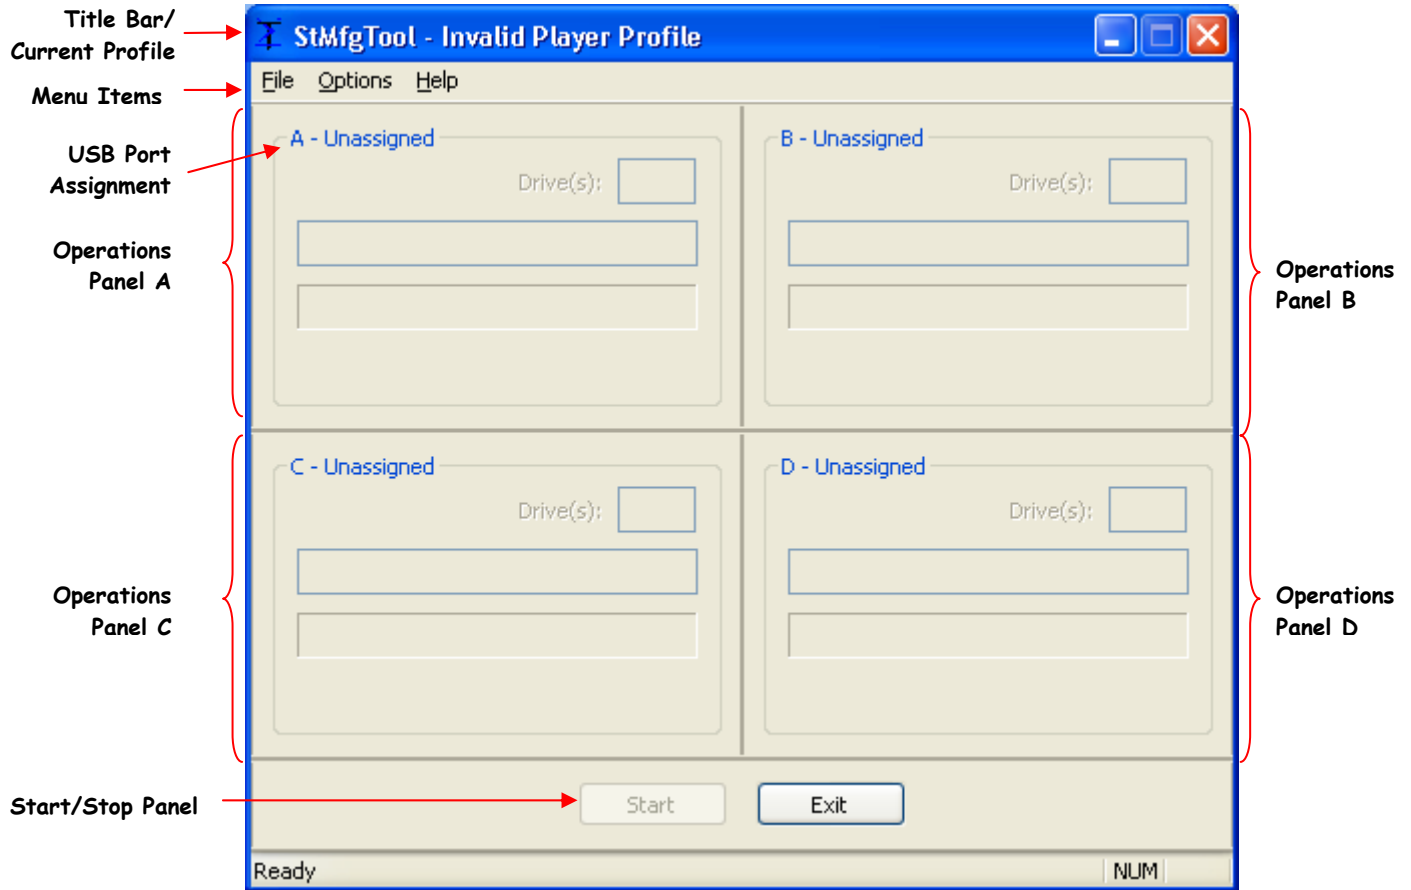 Title Bar/
Current Profile
StMfgTool - Invalid Player Profile
Menu Items
File Options Help
USB Port
Assignment
A - Unassigned
Drive(s):
B - Unassigned
Drive(s):
Operations
Panel A
Operations
Panel B
C - Unassigned
Drive(s):
D - Unassigned
Drive(s):
Operations
Panel C
Operations
Panel D
Start/Stop Panel
Start
Exit
Ready
NUM